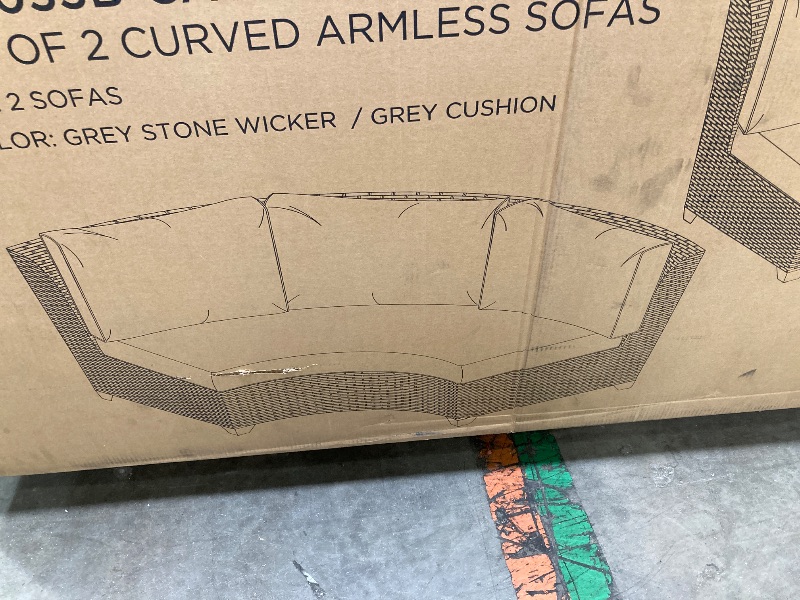 OF 2 CURVED ARMLESS SOFAS
2 SOFAS
LOR: GREY STONE WICKER / GREY CUSHION